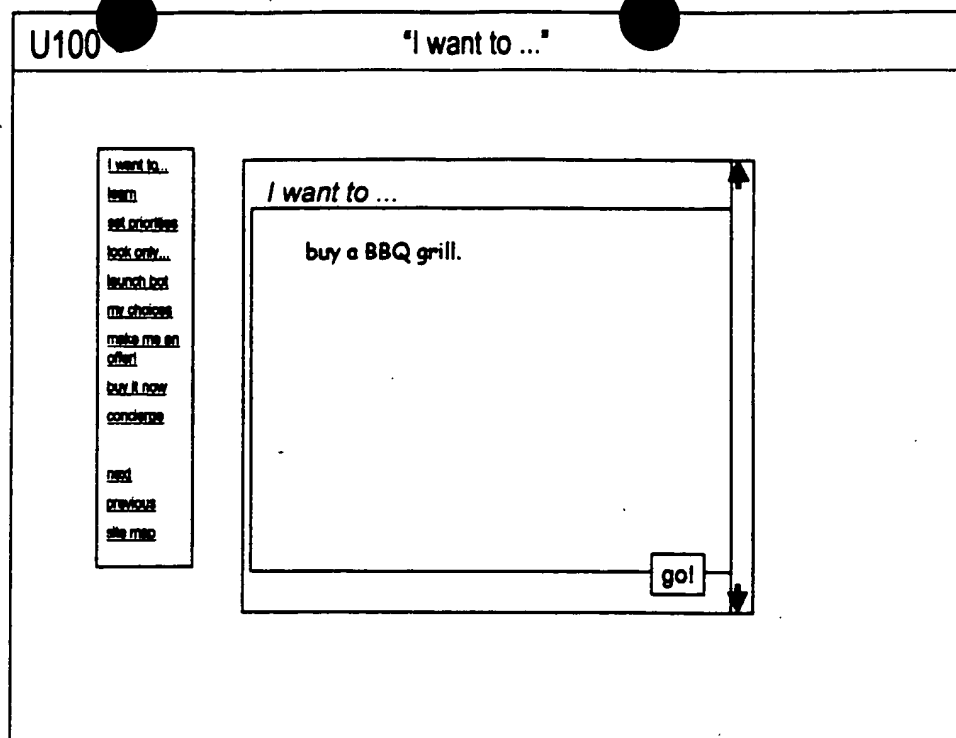 U100
"I want to ..."
I want to...
learn
set priorities
look only...
launch bot
my choices
make me an
offer!
buy it now
concierge
next
previous
site map
I want to ...
buy a BBQ grill.
go!